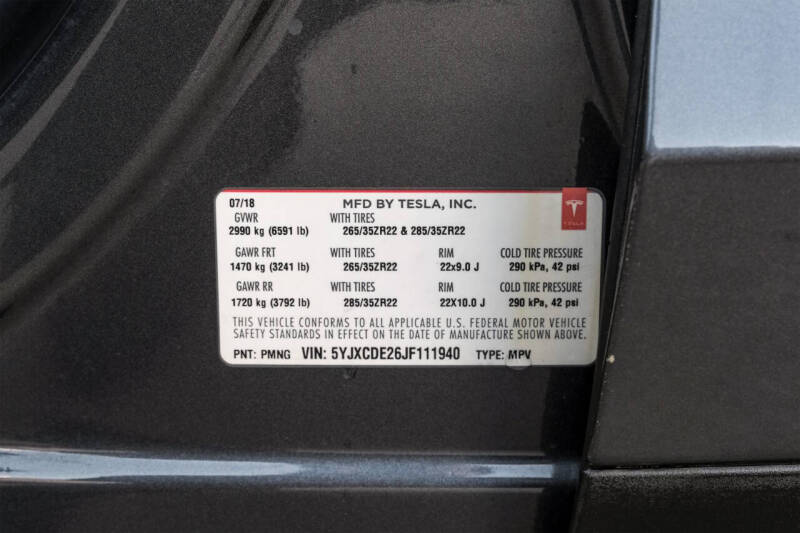 07/18 MFD BY TESLA, INC.
GVWR WITH TIRES
2990 kg (6591 lb) 265/35ZR22 & 285/35ZR22
TESLA
GAWR FRT WITH TIRES RIM COLD TIRE PRESSURE
1470 kg (3241 lb) 265/35ZR22 22x9.0 J 290 kPa, 42 psi
GAWR RR WITH TIRES RIM COLD TIRE PRESSURE
1720 kg (3792 lb) 285/35ZR22 22X10.0 J 290 kPa, 42 psi
THIS VEHICLE CONFORMS TO ALL APPLICABLE U.S. FEDERAL MOTOR VEHICLE
SAFETY STANDARDS IN EFFECT ON THE DATE OF MANUFACTURE SHOWN ABOVE.
PNT: PMNG VIN: 5YJXCDE26JF111940 TYPE: MPV